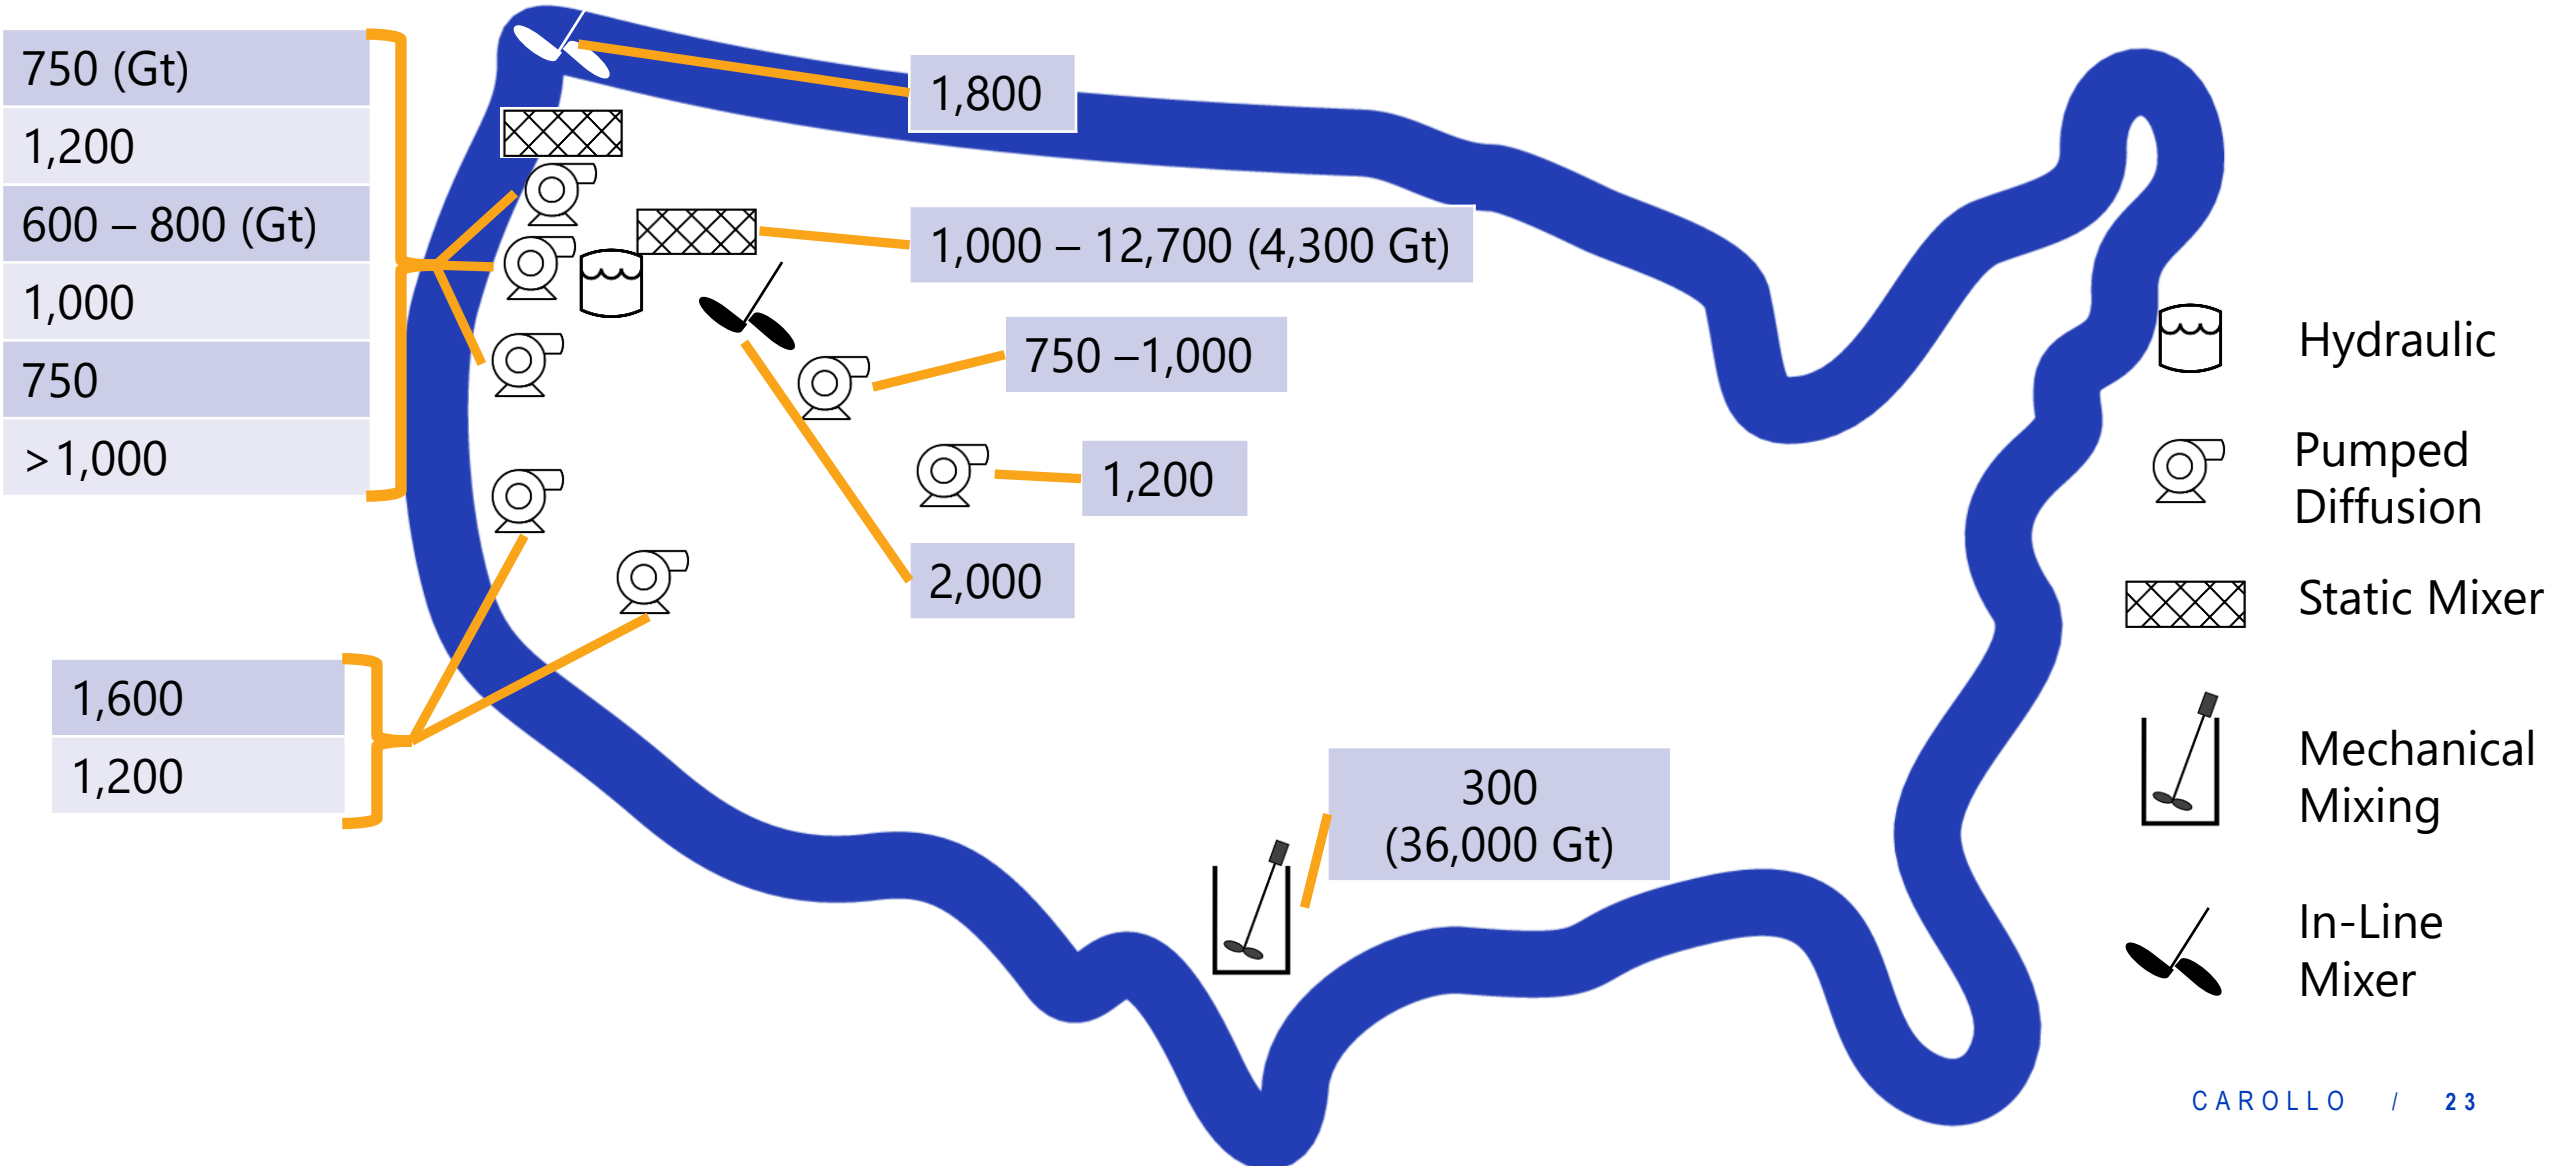 750 (Gt)
1,200
600 – 800 (Gt)
1,000
750
>1,000
1,600
1,200
1,800
1,000 – 12,700 (4,300 Gt)
750 –1,000
1,200
2,000
300
(36,000 Gt)
Hydraulic
Pumped
Diffusion
Static Mixer
Mechanical
Mixing
In-Line
Mixer
CAROLLO / 23